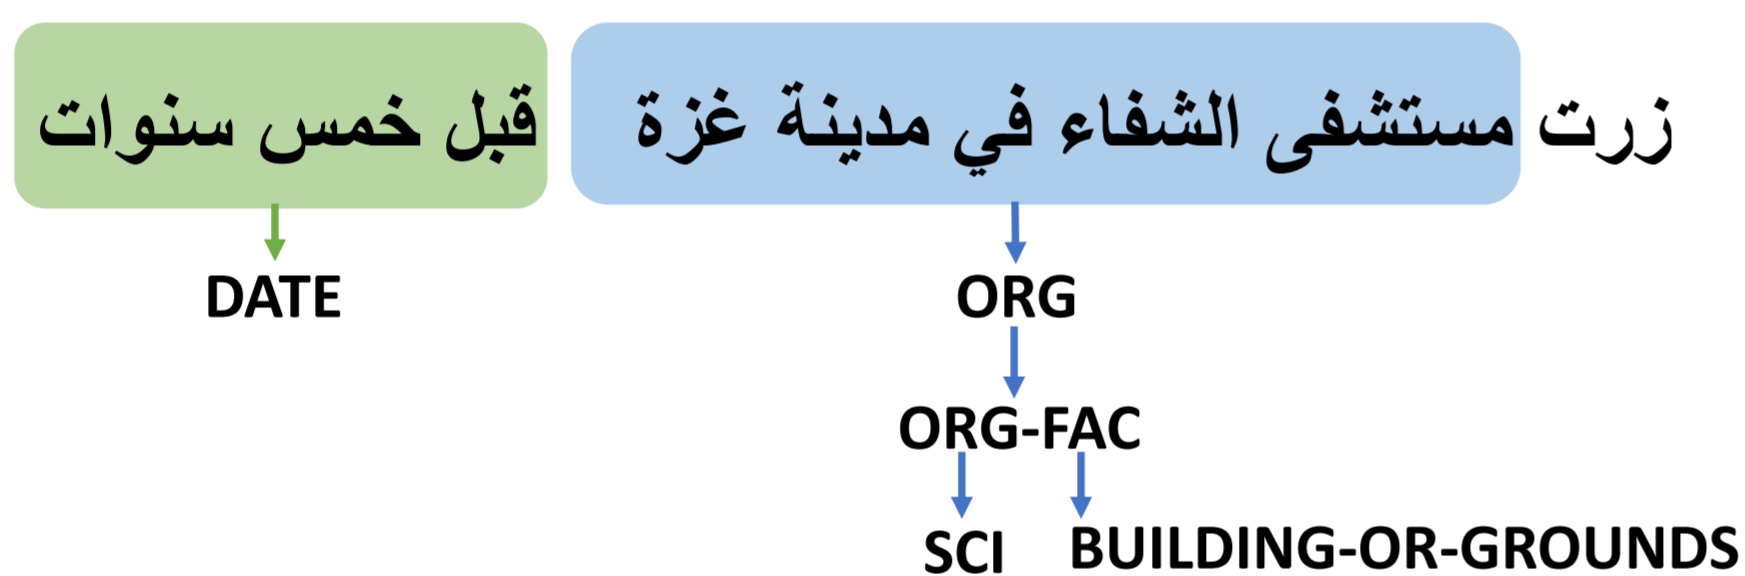 زرت مستشفى الشفاء في مدينة غزة قبل خمس سنوات
DATE
ORG
ORG-FAC
SCI
BUILDING-OR-GROUNDS